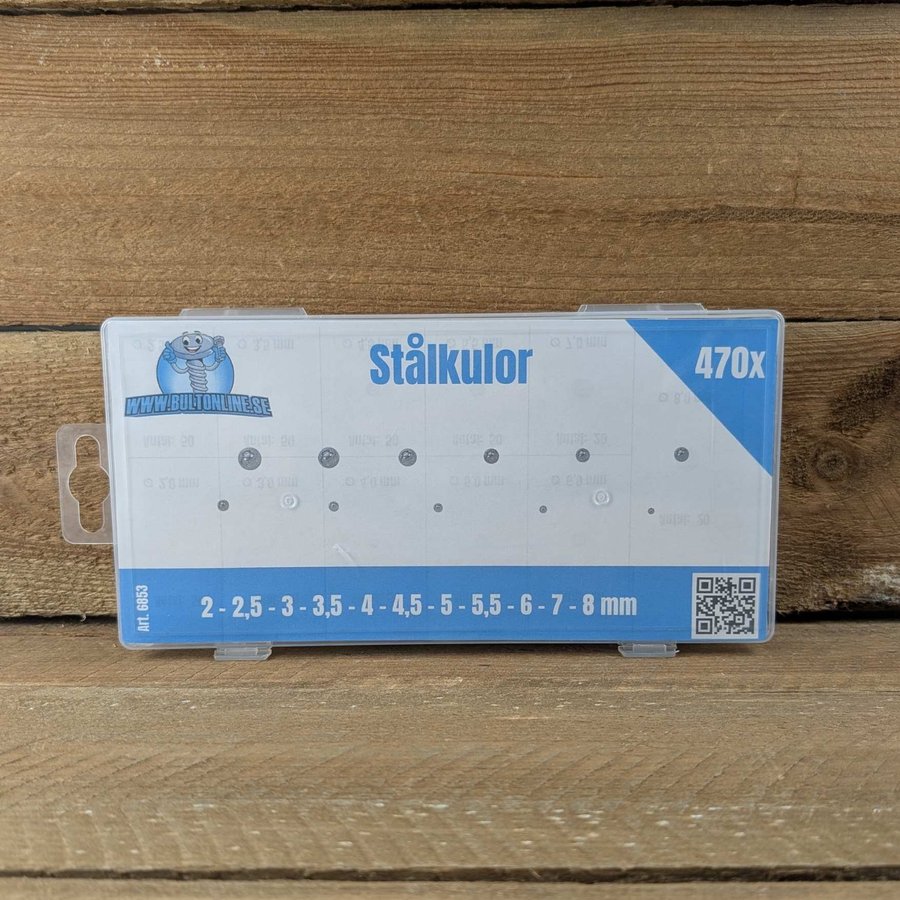 Stålkulor
470x
WWW.BULTONLINE.SE
Art. 6853
2 - 2,5 - 3 - 3,5 - 4 - 4,5 - 5 - 5,5 - 6 - 7 - 8 mm